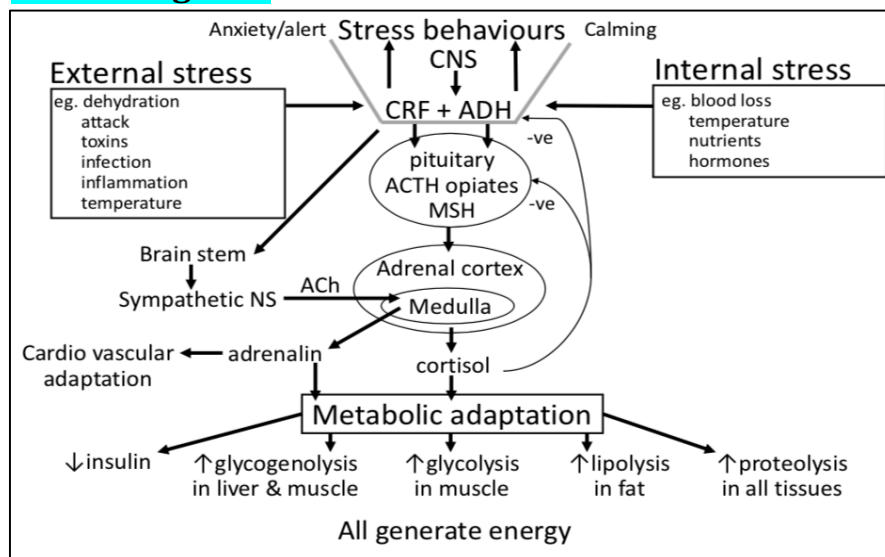 Anxiety/alert
Stress behaviours
Calming
CNS
External stress
Internal stress
eg. dehydration
attack
toxins
infection
inflammation
temperature
CRF + ADH
eg. blood loss
temperature
nutrients
hormones
-ve
pituitary
ACTH opiates
MSH
-ve
Brain stem
Sympathetic NS
ACh
Adrenal cortex
Medulla
Cardio vascular
adaptation
adrenalin
cortisol
Metabolic adaptation
↓insulin
↑glycogenolysis
in liver & muscle
↑glycolysis
in muscle
↑lipolysis
in fat
↑proteolysis
in all tissues
All generate energy